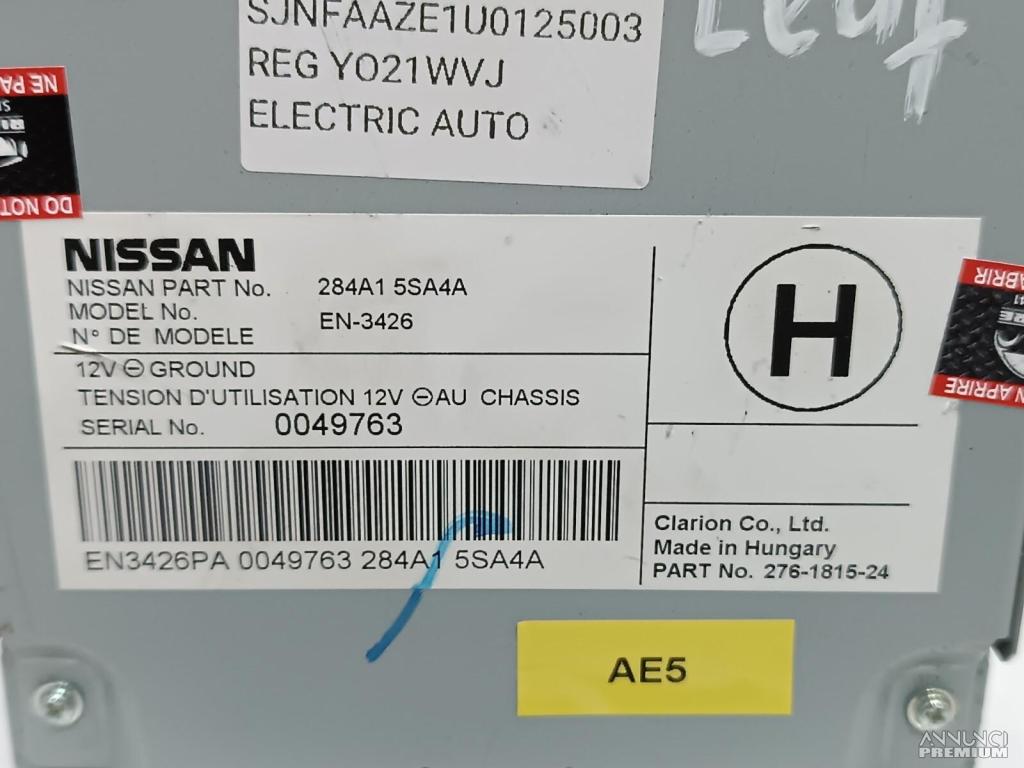 SJNFAAZE1U0125003
REG YO21WVJ
ELECTRIC AUTO
Leaf
NE PA
DO NOT
NISSAN
NISSAN PART No. 284A1 5SA4A
MODEL No.
N° DE MODELE EN-3426
12V ⊖ GROUND
TENSION D'UTILISATION 12V ⊖AU CHASSIS
SERIAL No. 0049763
EN3426PA 0049763 284A1 5SA4A
H
Clarion Co., Ltd.
Made in Hungary
PART No. 276-1815-24
ABRIR
N APRIRE
AE5
ANNUNCI
PREMIUM